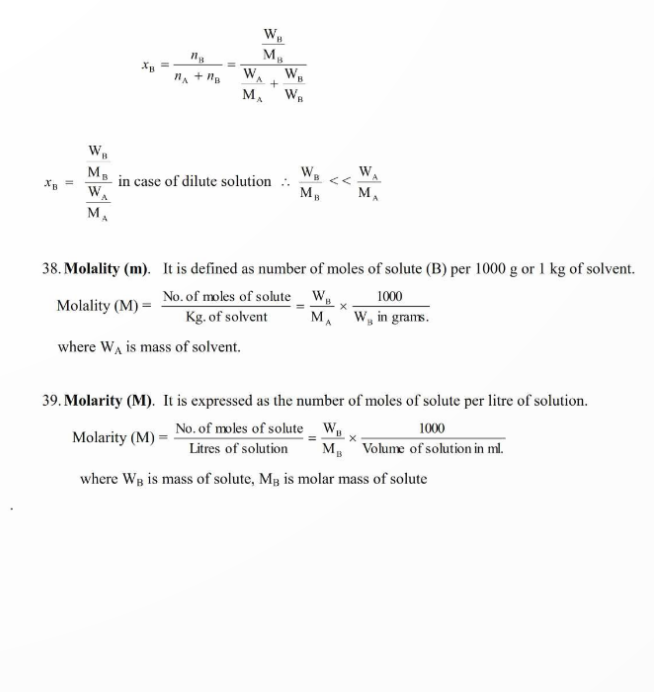 x_B = n_B / (n_A + n_B) = (W_B / M_B) / (W_A / M_A + W_B / W_B)
x_B = (W_B / M_B) / (W_A / M_A) in case of dilute solution ∴ W_B / M_B << W_A / M_A
38. Molality (m). It is defined as number of moles of solute (B) per 1000 g or 1 kg of solvent.
Molality (M) = No. of moles of solute / Kg. of solvent = W_B / M_A × 1000 / W_B in grams.
where W_A is mass of solvent.
39. Molarity (M). It is expressed as the number of moles of solute per litre of solution.
Molarity (M) = No. of moles of solute / Litres of solution = W_B / M_B × 1000 / Volume of solution in ml.
where W_B is mass of solute, M_B is molar mass of solute